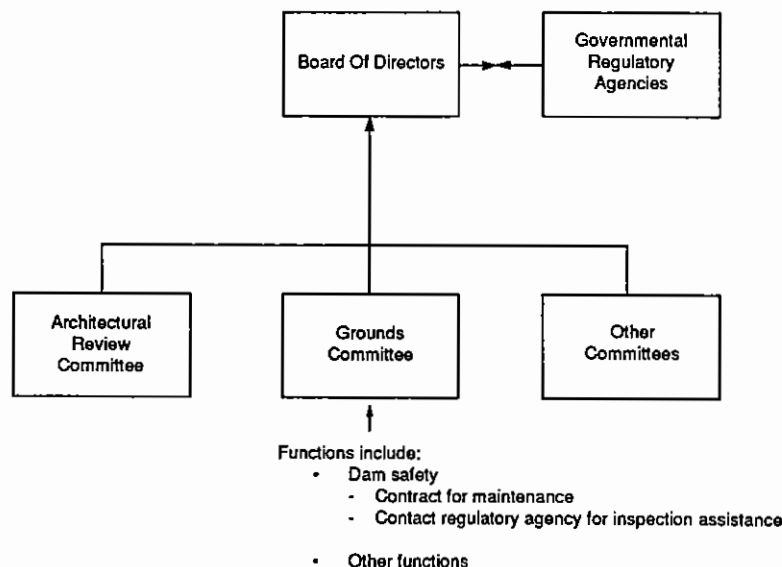 Board Of Directors
Governmental
Regulatory
Agencies
Architectural
Review
Committee
Grounds
Committee
Other
Committees
Functions include:
• Dam safety
- Contract for maintenance
- Contact regulatory agency for inspection assistance
• Other functions